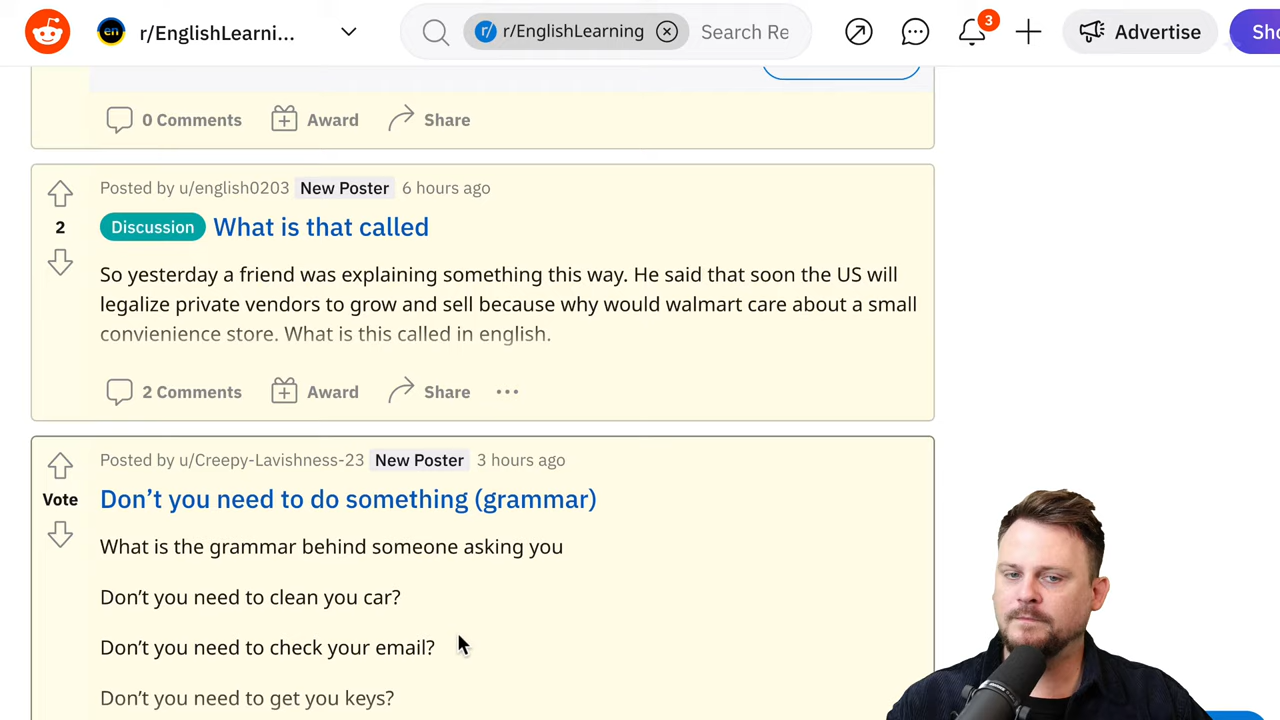 en r/EnglishLearni... r/ r/EnglishLearning Search Re 3 Advertise Sho
0 Comments Award Share
Posted by u/english0203 New Poster 6 hours ago
2 Discussion What is that called
So yesterday a friend was explaining something this way. He said that soon the US will
legalize private vendors to grow and sell because why would walmart care about a small
convienience store. What is this called in english.
2 Comments Award Share
Posted by u/Creepy-Lavishness-23 New Poster 3 hours ago
Vote Don’t you need to do something (grammar)
What is the grammar behind someone asking you
Don’t you need to clean you car?
Don’t you need to check your email?
Don’t you need to get you keys?